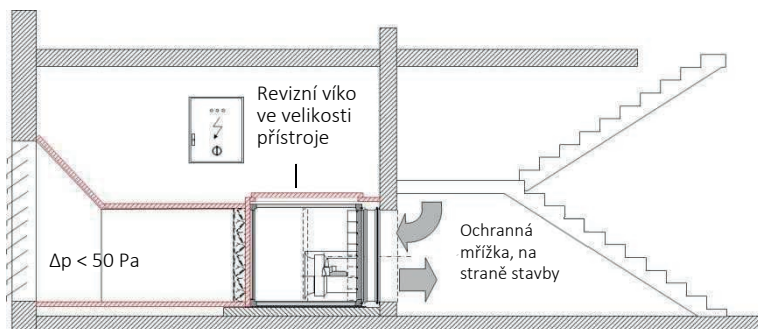 Revizní víko
ve velikosti
přístroje
Δp < 50 Pa
Ochranná
mřížka, na
straně stavby